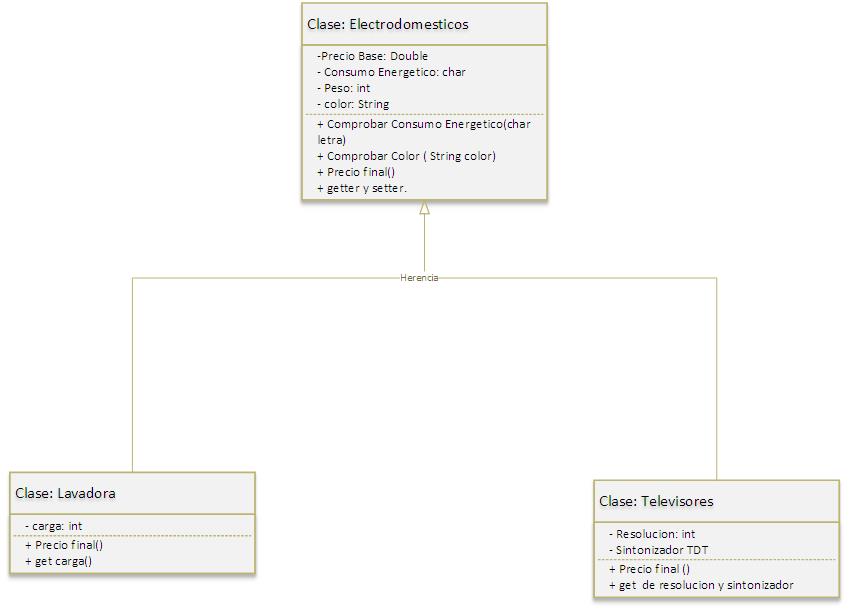 Clase: Electrodomesticos
-Precio Base: Double
- Consumo Energetico: char
- Peso: int
- color: String
+ Comprobar Consumo Energetico(char
letra)
+ Comprobar Color ( String color)
+ Precio final()
+ getter y setter.
Herencia
Clase: Lavadora
- carga: int
+ Precio final()
+ get carga()
Clase: Televisores
- Resolucion: int
- Sintonizador TDT
+ Precio final ()
+ get  de resolucion y sintonizador